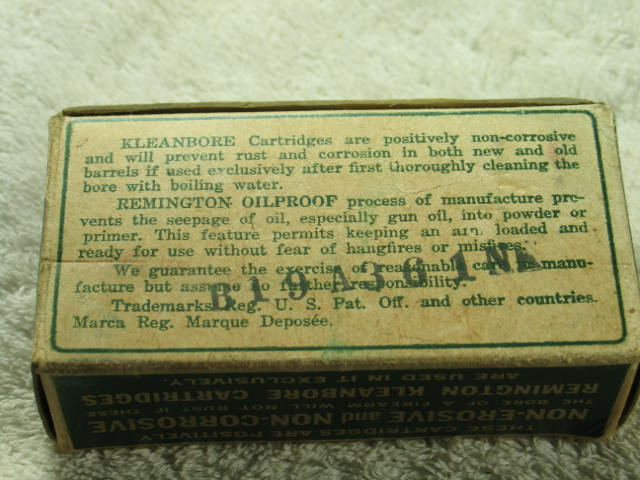 KLEANBORE Cartridges are positively non-corrosive
and will prevent rust and corrosion in both new and old
barrels if used exclusively after first thoroughly cleaning the
bore with boiling water.
REMINGTON OILPROOF process of manufacture pre-
vents the seepage of oil, especially gun oil, into powder or
primer. This feature permits keeping an arm loaded and
ready for use without fear of hangfires or misfires.
We guarantee the exercise of reasonable care in manu-
facture but assume no further responsibility.
B19A361NK
Trademarks Reg. U. S. Pat. Off. and other countries.
Marca Reg. Marque Deposée.
THESE CARTRIDGES ARE POSITIVELY
NON-EROSIVE and NON-CORROSIVE
THE BORE OF THE FIREARM WILL NOT RUST IF THESE
REMINGTON KLEANBORE CARTRIDGES
ARE USED IN IT EXCLUSIVELY.